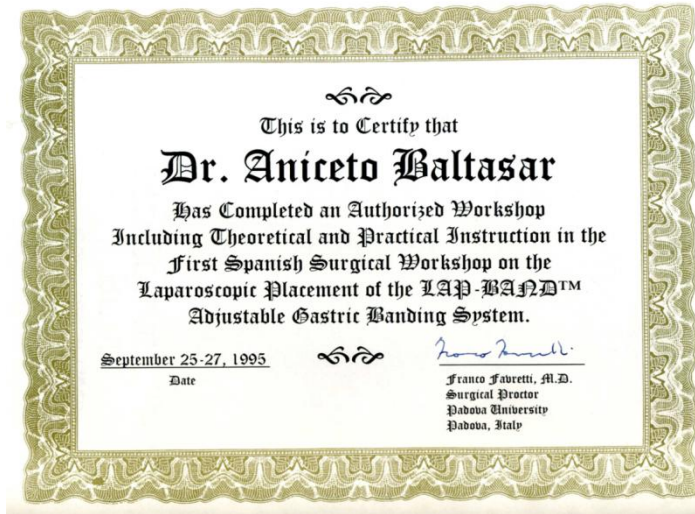 This is to Certify that
Dr. Aniceto Baltasar
Has Completed an Authorized Workshop
Including Theoretical and Practical Instruction in the
First Spanish Surgical Workshop on the
Laparoscopic Placement of the LAP-BAND™
Adjustable Gastric Banding System.
September 25-27, 1995
Date
Franco Favretti, M.D.
Surgical Proctor
Padova University
Padova, Italy